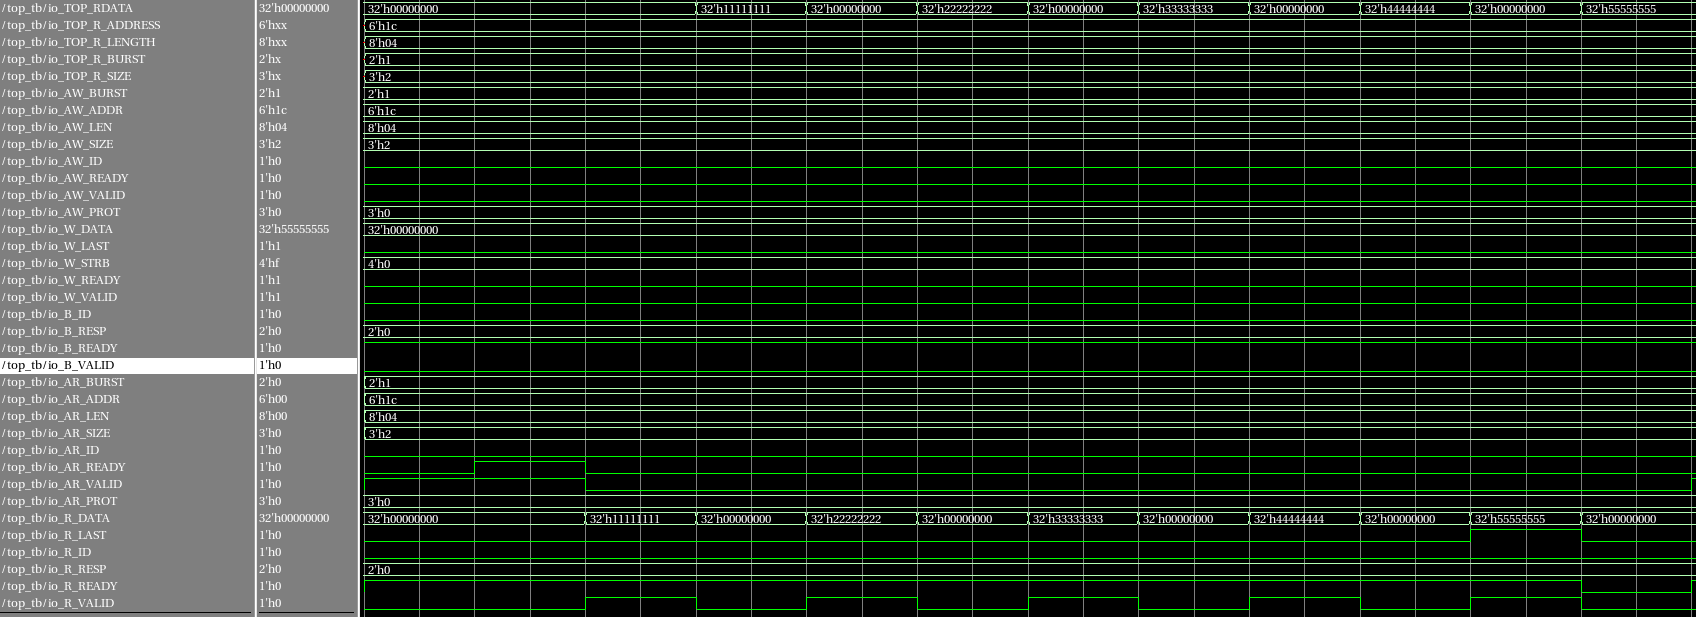 /top_tb/io_TOP_RDATA 32'h00000000 32'h00000000 32'h11111111 32'h00000000 32'h22222222 32'h00000000 32'h33333333 32'h00000000 32'h44444444 32'h00000000 32'h55555555
/top_tb/io_TOP_R_ADDRESS 6'hxx 6'h1c
/top_tb/io_TOP_R_LENGTH 8'hxx 8'h04
/top_tb/io_TOP_R_BURST 2'hx 2'h1
/top_tb/io_TOP_R_SIZE 3'hx 3'h2
/top_tb/io_AW_BURST 2'h1 2'h1
/top_tb/io_AW_ADDR 6'h1c 6'h1c
/top_tb/io_AW_LEN 8'h04 8'h04
/top_tb/io_AW_SIZE 3'h2 3'h2
/top_tb/io_AW_ID 1'h0
/top_tb/io_AW_READY 1'h0
/top_tb/io_AW_VALID 1'h0
/top_tb/io_AW_PROT 3'h0 3'h0
/top_tb/io_W_DATA 32'h55555555 32'h00000000
/top_tb/io_W_LAST 1'h1
/top_tb/io_W_STRB 4'hf 4'h0
/top_tb/io_W_READY 1'h1
/top_tb/io_W_VALID 1'h1
/top_tb/io_B_ID 1'h0
/top_tb/io_B_RESP 2'h0 2'h0
/top_tb/io_B_READY 1'h0
/top_tb/io_B_VALID 1'h0
/top_tb/io_AR_BURST 2'h0 2'h1
/top_tb/io_AR_ADDR 6'h00 6'h1c
/top_tb/io_AR_LEN 8'h00 8'h04
/top_tb/io_AR_SIZE 3'h0 3'h2
/top_tb/io_AR_ID 1'h0
/top_tb/io_AR_READY 1'h0
/top_tb/io_AR_VALID 1'h0
/top_tb/io_AR_PROT 3'h0 3'h0
/top_tb/io_R_DATA 32'h00000000 32'h00000000 32'h11111111 32'h00000000 32'h22222222 32'h00000000 32'h33333333 32'h00000000 32'h44444444 32'h00000000 32'h55555555 32'h00000000
/top_tb/io_R_LAST 1'h0
/top_tb/io_R_ID 1'h0
/top_tb/io_R_RESP 2'h0 2'h0
/top_tb/io_R_READY 1'h0
/top_tb/io_R_VALID 1'h0